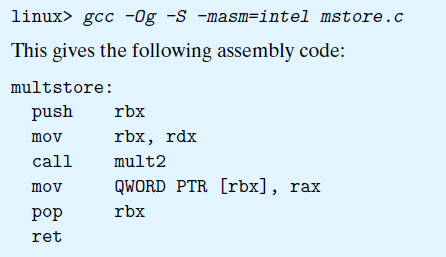 linux> gcc -Og -S -masm=intel mstore.c
This gives the following assembly code:
multstore:
push rbx
mov rbx, rdx
call mult2
mov QWORD PTR [rbx], rax
pop rbx
ret